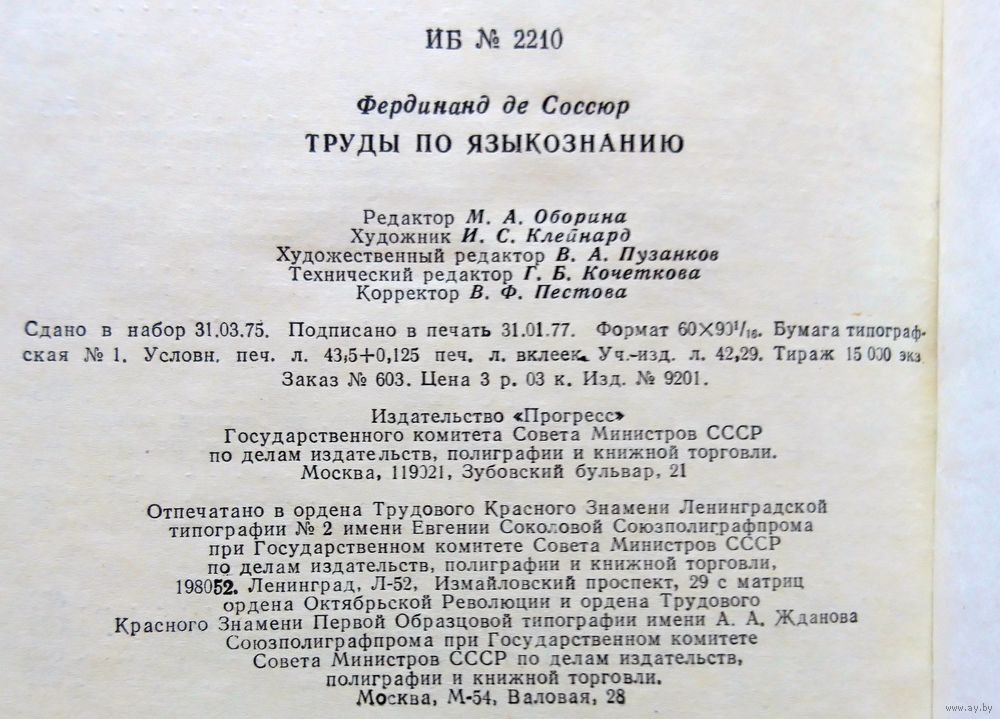 ИБ № 2210
Фердинанд де Соссюр
ТРУДЫ ПО ЯЗЫКОЗНАНИЮ
Редактор М. А. Оборина
Художник И. С. Клейнард
Художественный редактор В. А. Пузанков
Технический редактор Г. Б. Кочеткова
Корректор В. Ф. Пестова
Сдано в набор 31.03.75. Подписано в печать 31.01.77. Формат 60×90¹/₁₆. Бумага типограф-
ская № 1. Условн. печ. л. 43,5+0,125 печ. л. вклеек. Уч.-изд. л. 42,29. Тираж 15 000 экз
Заказ № 603. Цена 3 р. 03 к. Изд. № 9201.
Издательство «Прогресс»
Государственного комитета Совета Министров СССР
по делам издательств, полиграфии и книжной торговли.
Москва, 119021, Зубовский бульвар, 21
Отпечатано в ордена Трудового Красного Знамени Ленинградской
типографии № 2 имени Евгении Соколовой Союзполиграфпрома
при Государственном комитете Совета Министров СССР
по делам издательств, полиграфии и книжной торговли,
198052. Ленинград, Л-52, Измайловский проспект, 29 с матриц
ордена Октябрьской Революции и ордена Трудового
Красного Знамени Первой Образцовой типографии имени А. А. Жданова
Союзполиграфпрома при Государственном комитете
Совета Министров СССР по делам издательств,
полиграфии и книжной торговли.
Москва, М-54, Валовая, 28
www.ay.by